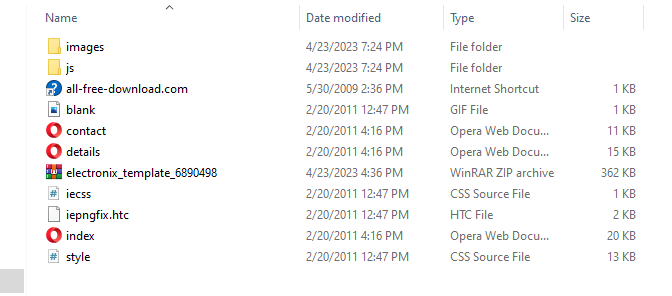 Name Date modified Type Size
images 4/23/2023 7:24 PM File folder
js 4/23/2023 7:24 PM File folder
all-free-download.com 5/30/2009 2:36 PM Internet Shortcut 1 KB
blank 2/20/2011 12:47 PM GIF File 1 KB
contact 2/20/2011 4:16 PM Opera Web Docu... 11 KB
details 2/20/2011 4:16 PM Opera Web Docu... 15 KB
electronix_template_6890498 4/23/2023 4:36 PM WinRAR ZIP archive 362 KB
iecss 2/20/2011 12:47 PM CSS Source File 1 KB
iepngfix.htc 2/20/2011 12:47 PM HTC File 2 KB
index 2/20/2011 4:16 PM Opera Web Docu... 20 KB
style 2/20/2011 12:47 PM CSS Source File 13 KB